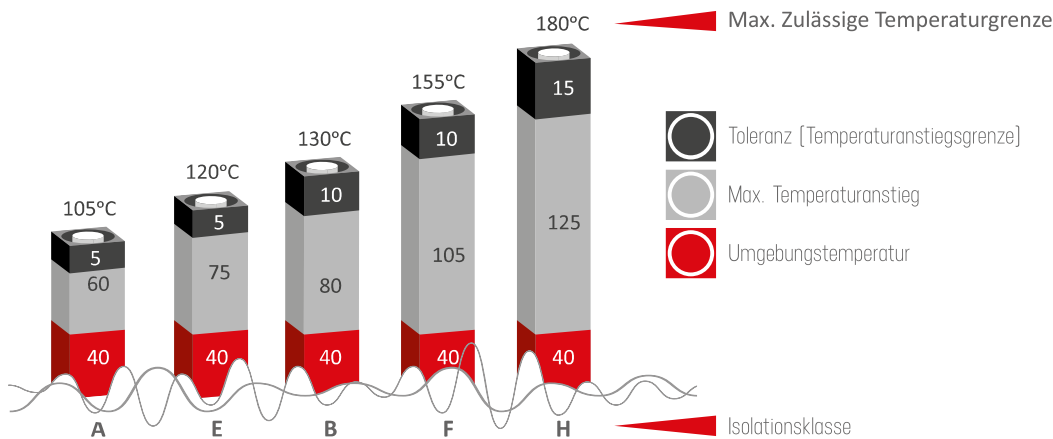 180°C
Max. Zulässige Temperaturgrenze
155°C
15
130°C
10
Toleranz (Temperaturanstiegsgrenze)
120°C
10
Max. Temperaturanstieg
105°C
5
125
5
75
105
Umgebungstemperatur
60
80
40
40
40
40
40
A
E
B
F
H
Isolationsklasse